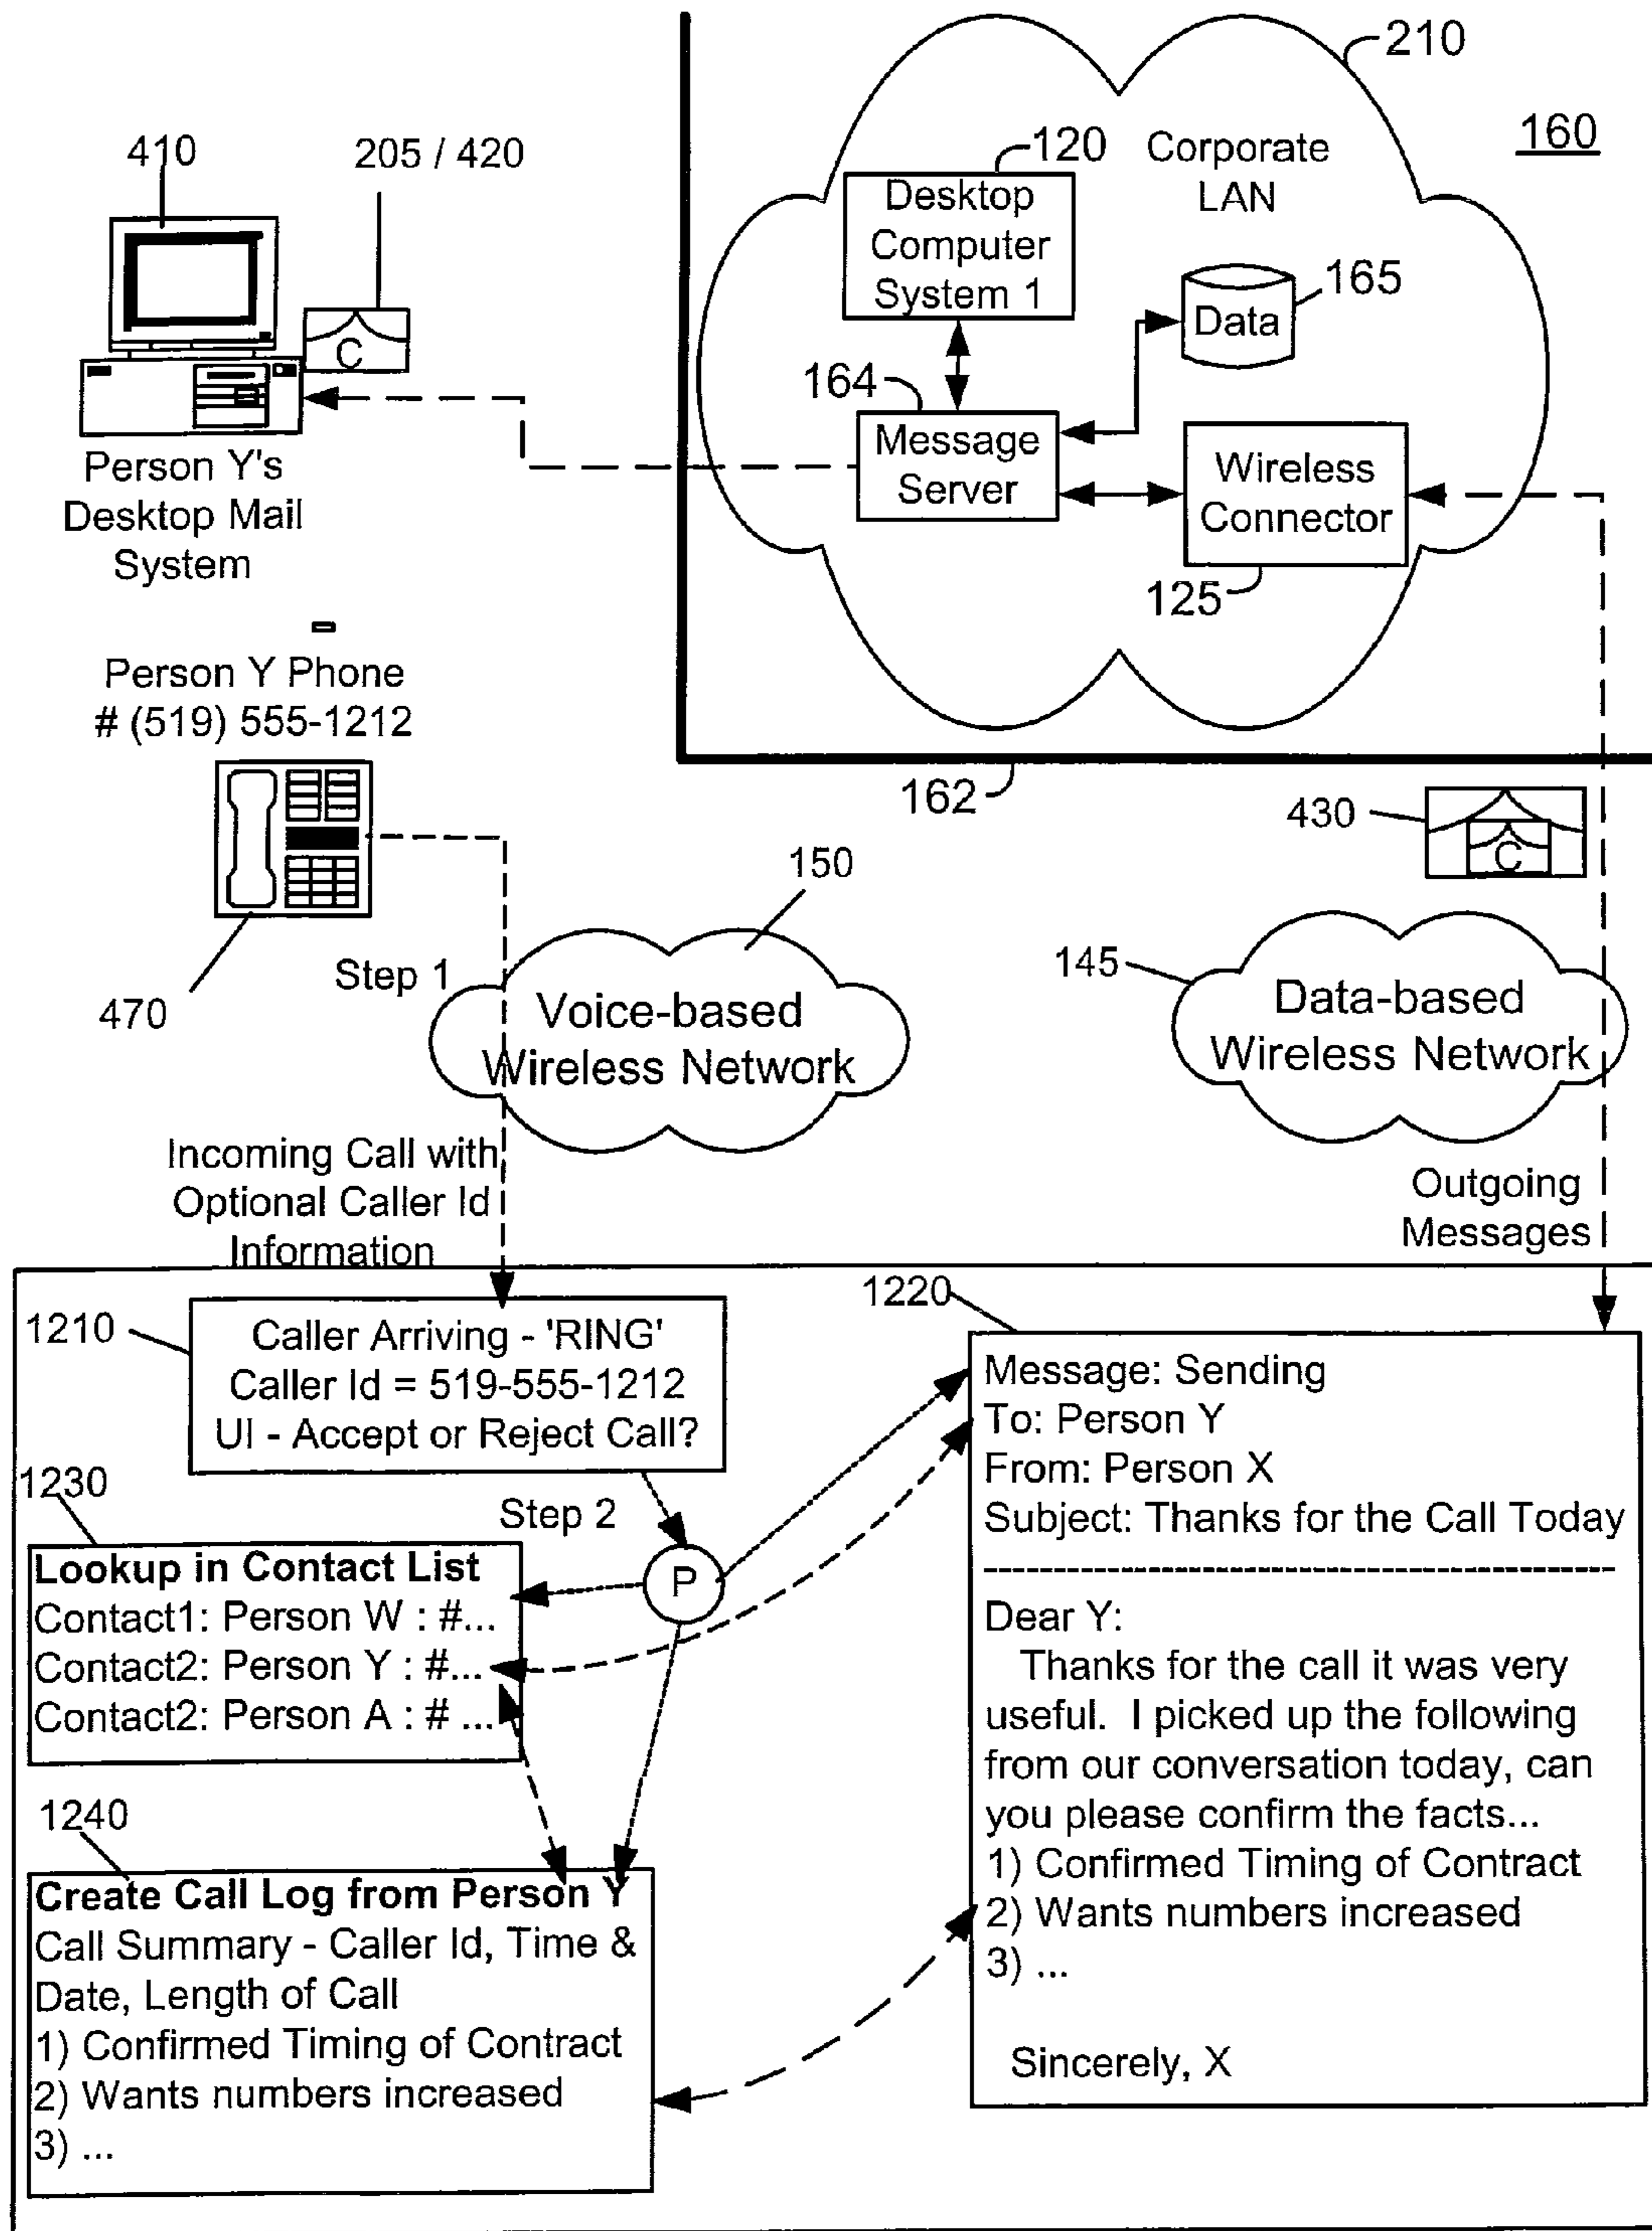 210
160
410
205 / 420
120
Corporate
LAN
Desktop
Computer
System 1
165
Data
C
164
Message
Server
Wireless
Connector
125
Person Y's
Desktop Mail
System
Person Y Phone
# (519) 555-1212
162
430
C
150
145
Step 1
470
Voice-based
Wireless Network
Data-based
Wireless Network
Incoming Call with
Optional Caller Id
Information
Outgoing
Messages
1210
Caller Arriving - 'RING'
Caller Id = 519-555-1212
UI - Accept or Reject Call?
1220
Message: Sending
To: Person Y
From: Person X
Subject: Thanks for the Call Today
Dear Y:
Thanks for the call it was very
useful. I picked up the following
from our conversation today, can
you please confirm the facts...
1) Confirmed Timing of Contract
2) Wants numbers increased
3) ...
Sincerely, X
1230
Step 2
P
Lookup in Contact List
Contact1: Person W : #...
Contact2: Person Y : #...
Contact2: Person A : # ...
1240
Create Call Log from Person Y
Call Summary - Caller Id, Time &
Date, Length of Call
1) Confirmed Timing of Contract
2) Wants numbers increased
3) ...